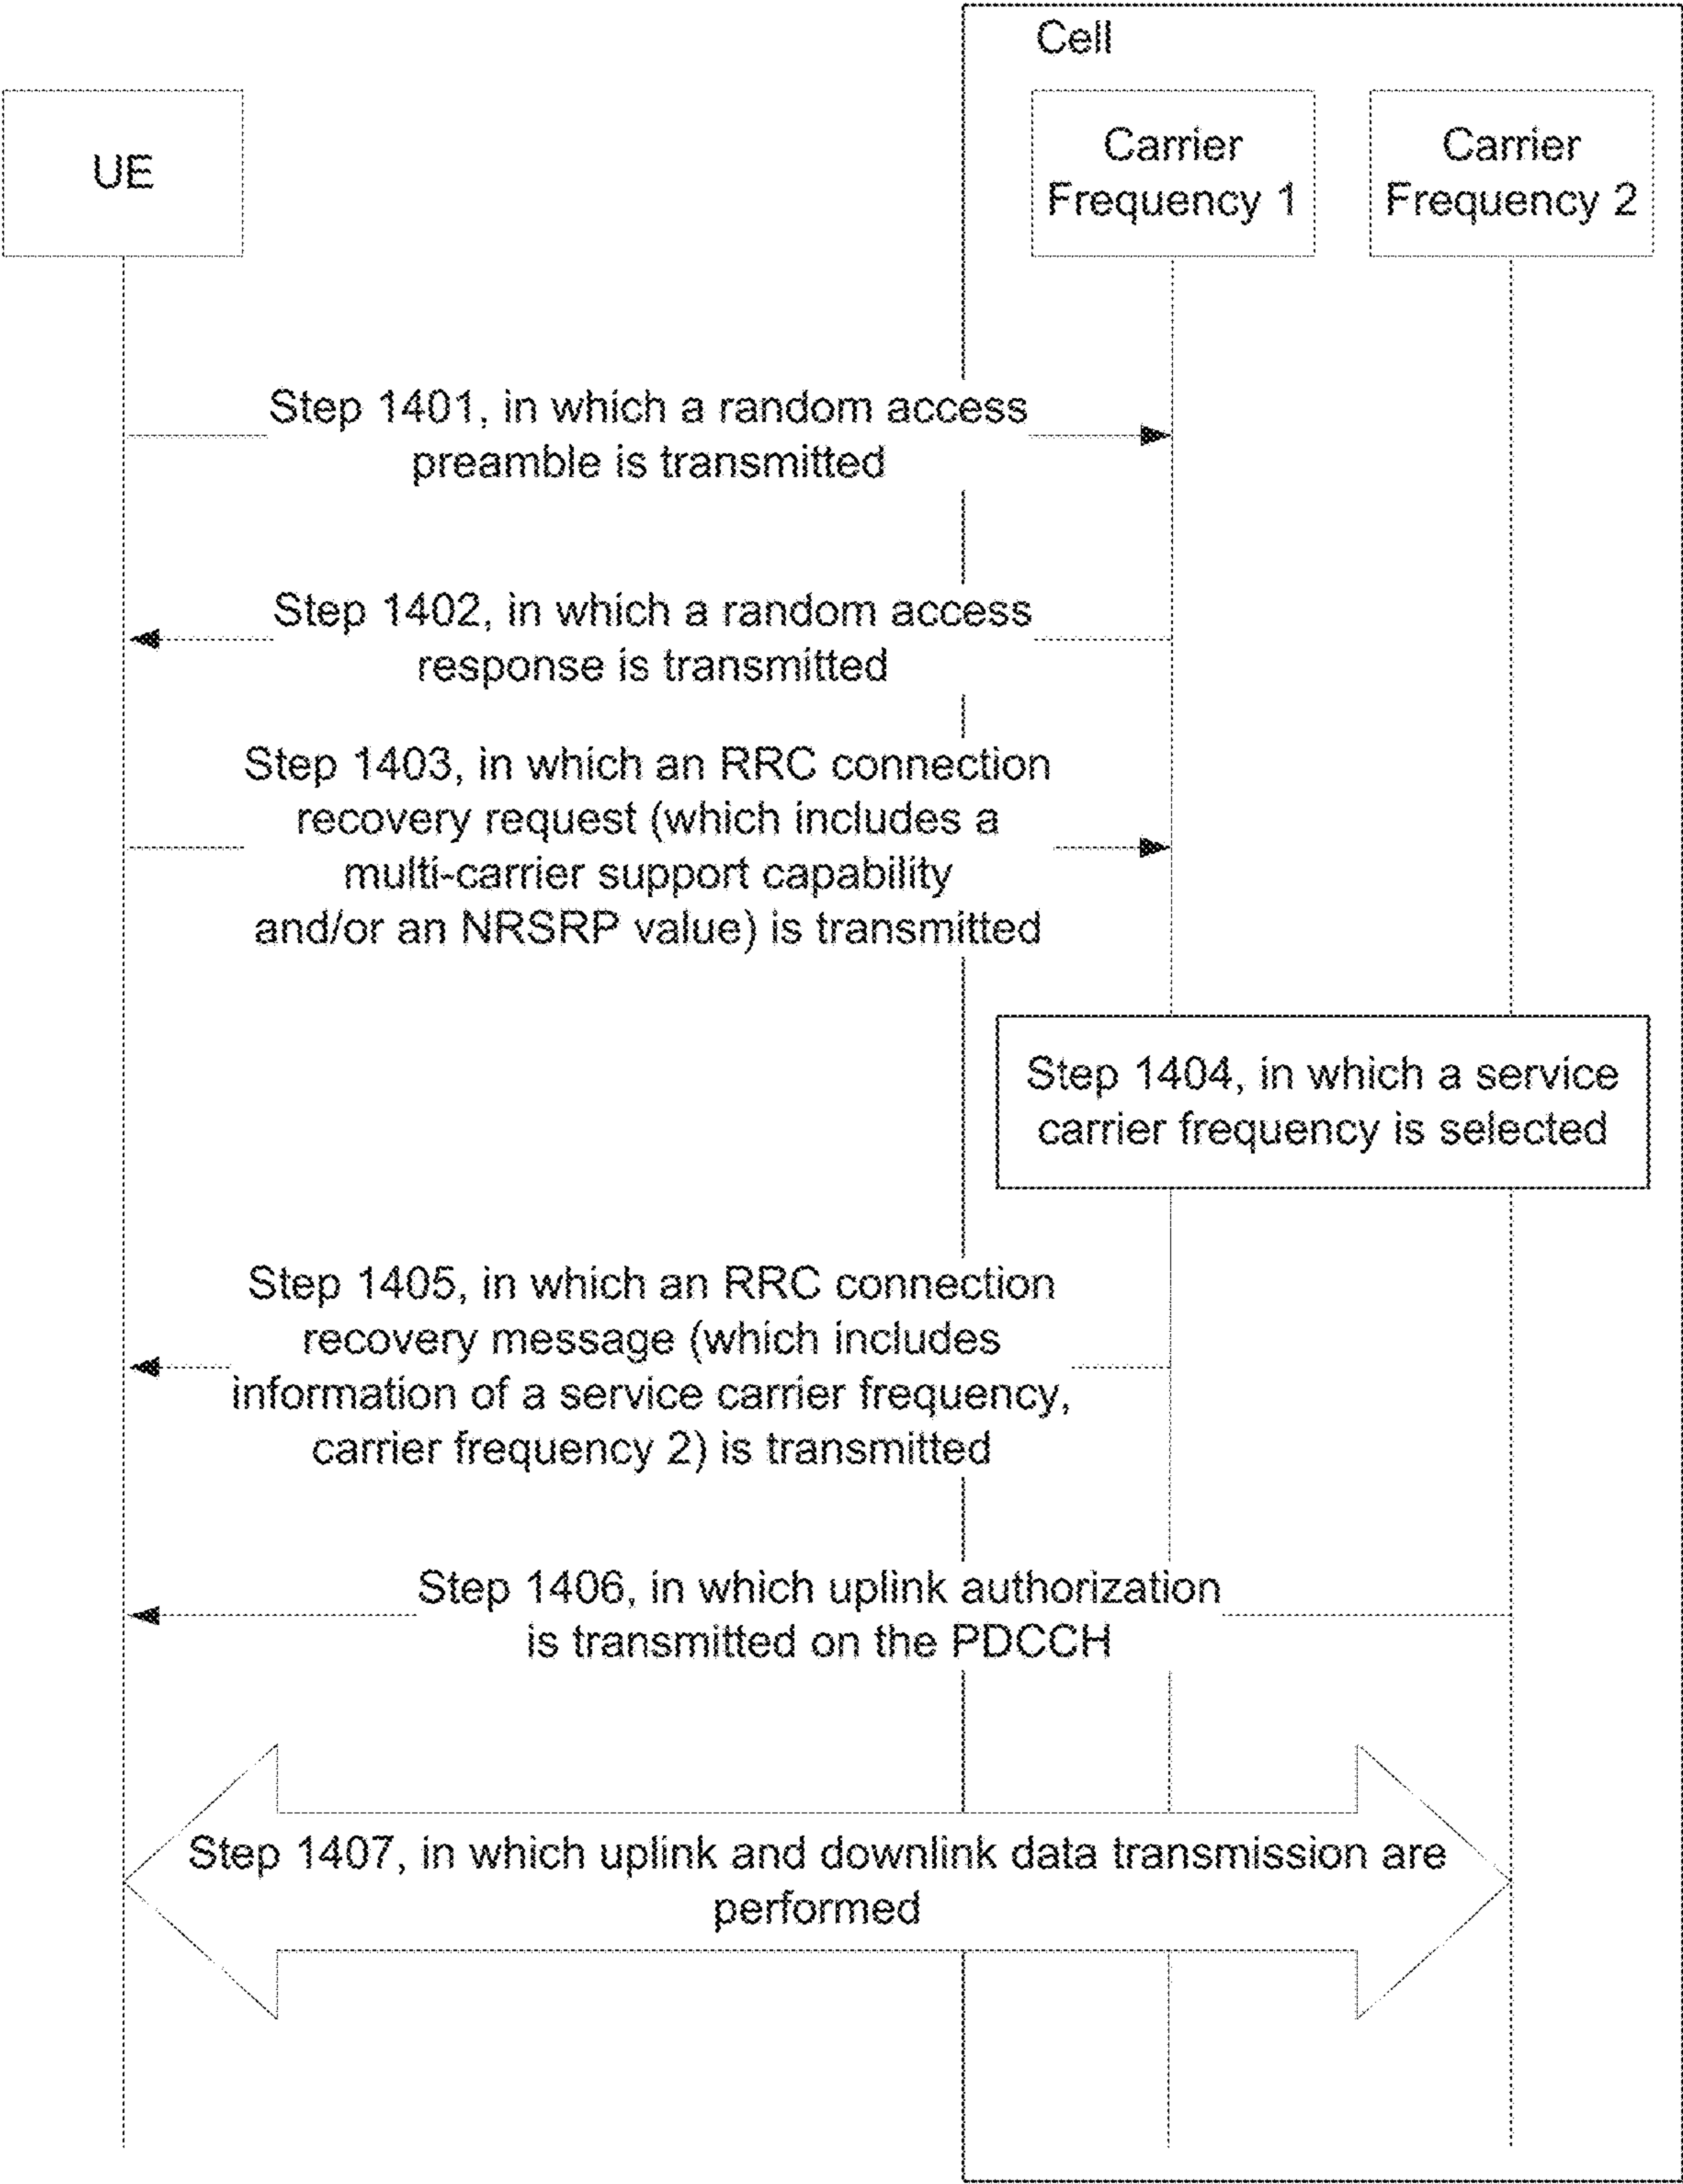 Cell
UE
Carrier
Frequency 1
Carrier
Frequency 2
Step 1401, in which a random access
preamble is transmitted
Step 1402, in which a random access
response is transmitted
Step 1403, in which an RRC connection
recovery request (which includes a
multi-carrier support capability
and/or an NRSRP value) is transmitted
Step 1404, in which a service
carrier frequency is selected
Step 1405, in which an RRC connection
recovery message (which includes
information of a service carrier frequency,
carrier frequency 2) is transmitted
Step 1406, in which uplink authorization
is transmitted on the PDCCH
Step 1407, in which uplink and downlink data transmission are
performed